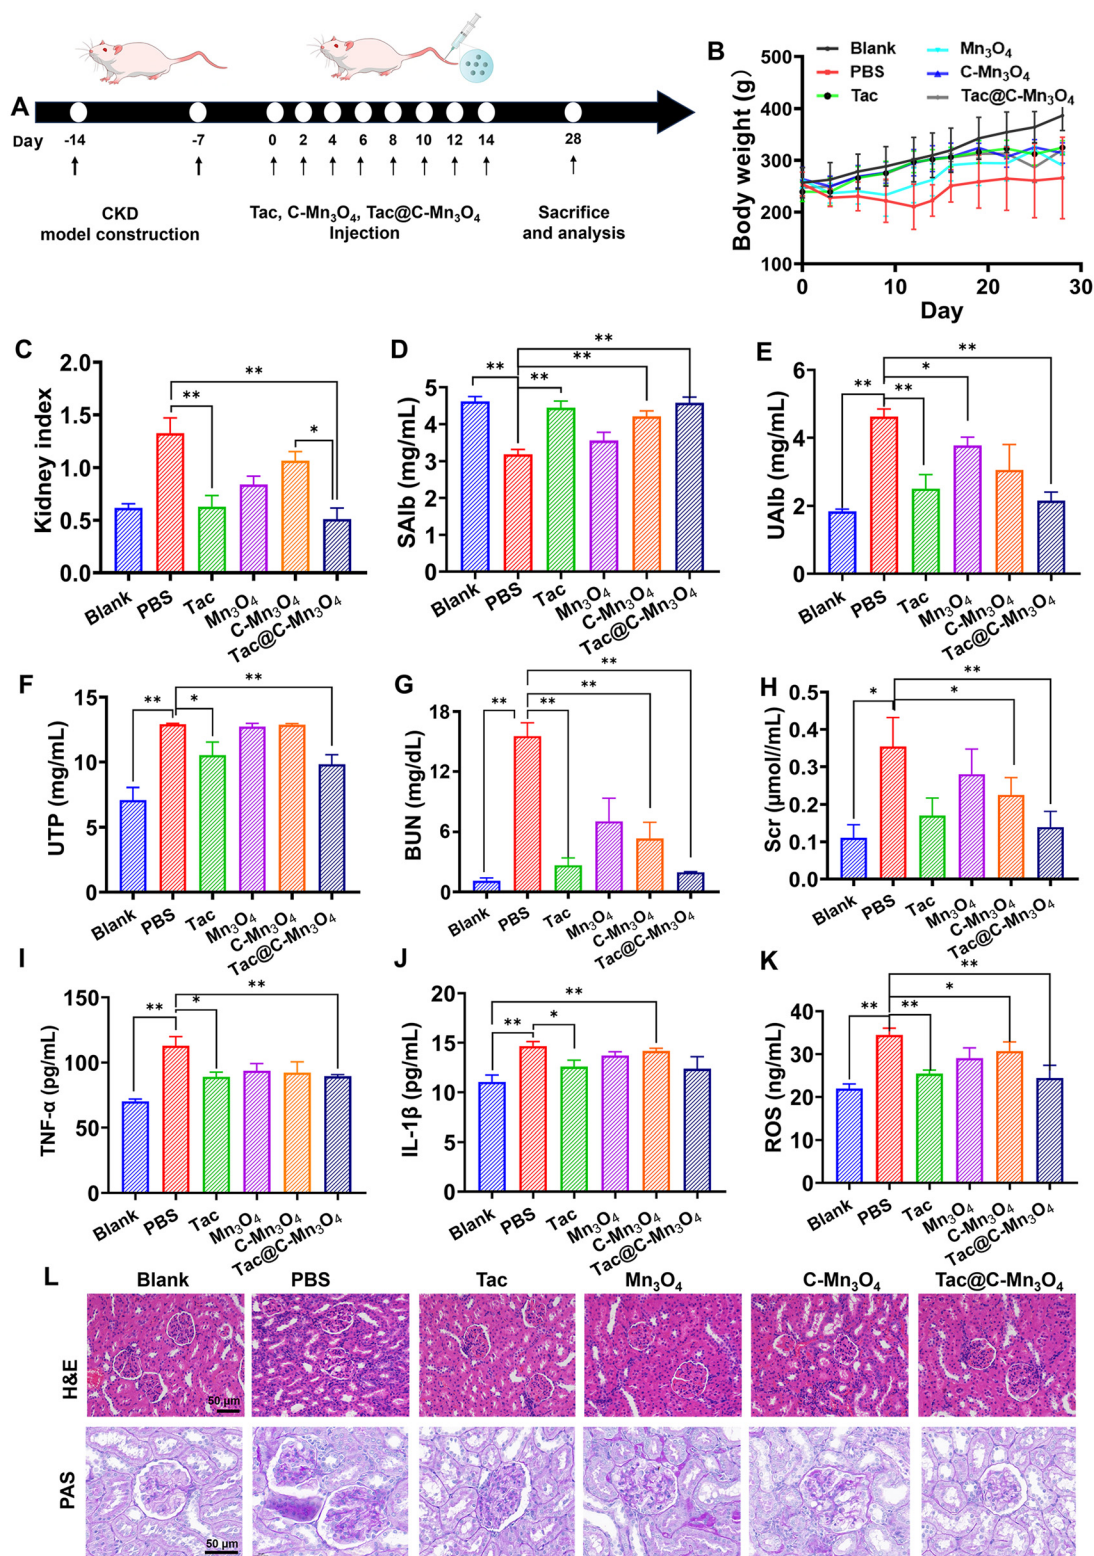 A
Day
-14
-7
0
2
4
6
8
10
12
14
28
CKD
model construction
Tac, C-Mn₃O₄, Tac@C-Mn₃O₄
Injection
Sacrifice
and analysis
B
Blank
PBS
Tac
Mn₃O₄
C-Mn₃O₄
Tac@C-Mn₃O₄
Body weight (g)
500
400
300
200
100
0
10
20
30
Day
C
Kidney index
2.0
1.5
1.0
0.5
0.0
**
**
*
Blank
PBS
Tac
Mn₃O₄
C-Mn₃O₄
Tac@C-Mn₃O₄
D
SAlb (mg/mL)
5
4
3
2
1
0
**
**
**
**
Blank
PBS
Tac
Mn₃O₄
C-Mn₃O₄
Tac@C-Mn₃O₄
E
UAlb (mg/mL)
6
4
2
0
**
*
**
**
Blank
PBS
Tac
Mn₃O₄
C-Mn₃O₄
Tac@C-Mn₃O₄
F
UTP (mg/mL)
15
10
5
0
**
**
*
Blank
PBS
Tac
Mn₃O₄
C-Mn₃O₄
Tac@C-Mn₃O₄
G
BUN (mg/dL)
18
12
6
0
**
**
**
**
Blank
PBS
Tac
Mn₃O₄
C-Mn₃O₄
Tac@C-Mn₃O₄
H
Scr (μmol/mL)
0.5
0.4
0.3
0.2
0.1
0.0
**
*
*
Blank
PBS
Tac
Mn₃O₄
C-Mn₃O₄
Tac@C-Mn₃O₄
I
TNF-α (pg/mL)
150
100
50
0
**
**
*
Blank
PBS
Tac
Mn₃O₄
C-Mn₃O₄
Tac@C-Mn₃O₄
J
IL-1β (pg/mL)
20
15
10
5
0
**
**
*
Blank
PBS
Tac
Mn₃O₄
C-Mn₃O₄
Tac@C-Mn₃O₄
K
ROS (ng/mL)
40
30
20
10
0
**
*
**
**
Blank
PBS
Tac
Mn₃O₄
C-Mn₃O₄
Tac@C-Mn₃O₄
L
Blank
PBS
Tac
Mn₃O₄
C-Mn₃O₄
Tac@C-Mn₃O₄
H&E
50 μm
PAS
50 μm